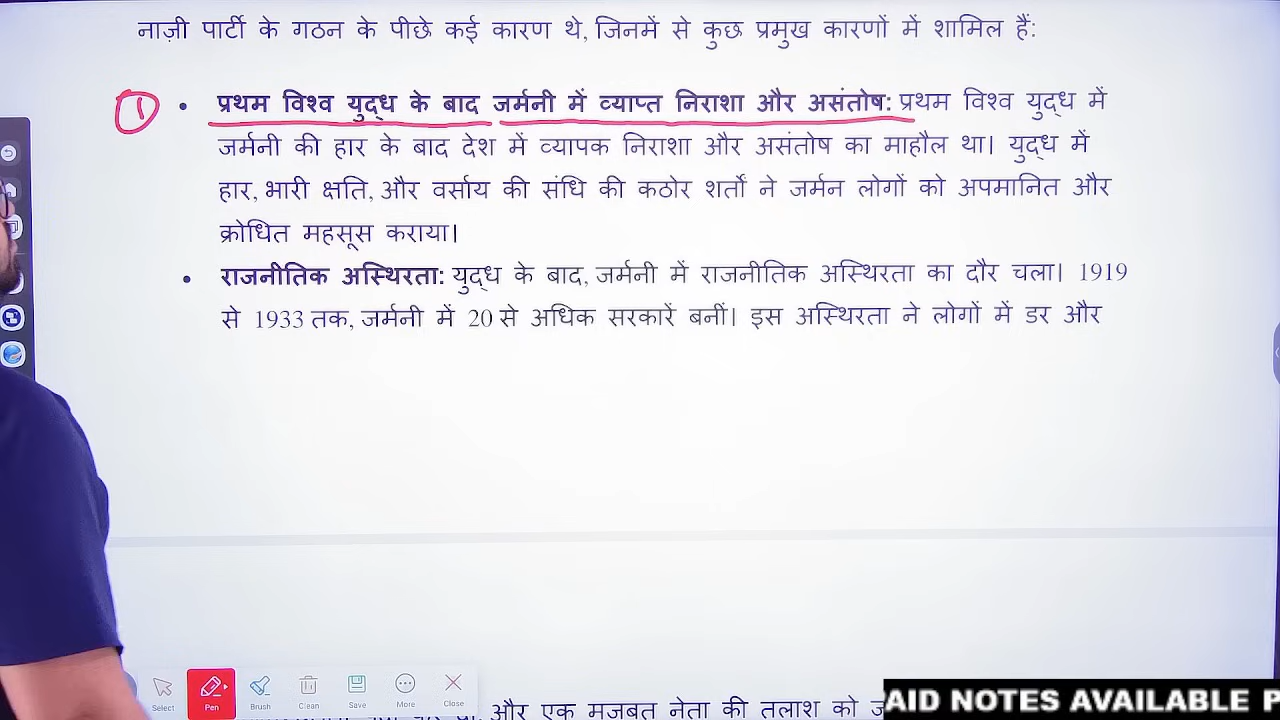 नाज़ी पार्टी के गठन के पीछे कई कारण थे, जिनमें से कुछ प्रमुख कारणों में शामिल हैं:
1 • प्रथम विश्व युद्ध के बाद जर्मनी में व्याप्त निराशा और असंतोष: प्रथम विश्व युद्ध में
जर्मनी की हार के बाद देश में व्यापक निराशा और असंतोष का माहौल था। युद्ध में
हार, भारी क्षति, और वर्साय की संधि की कठोर शर्तों ने जर्मन लोगों को अपमानित और
क्रोधित महसूस कराया।
• राजनीतिक अस्थिरता: युद्ध के बाद, जर्मनी में राजनीतिक अस्थिरता का दौर चला। 1919
से 1933 तक, जर्मनी में 20 से अधिक सरकारें बनीं। इस अस्थिरता ने लोगों में डर और
Select Pen Brush Clean Save More Close
और एक मजबूत नेता की तलाश को
AID NOTES AVAILABLE P